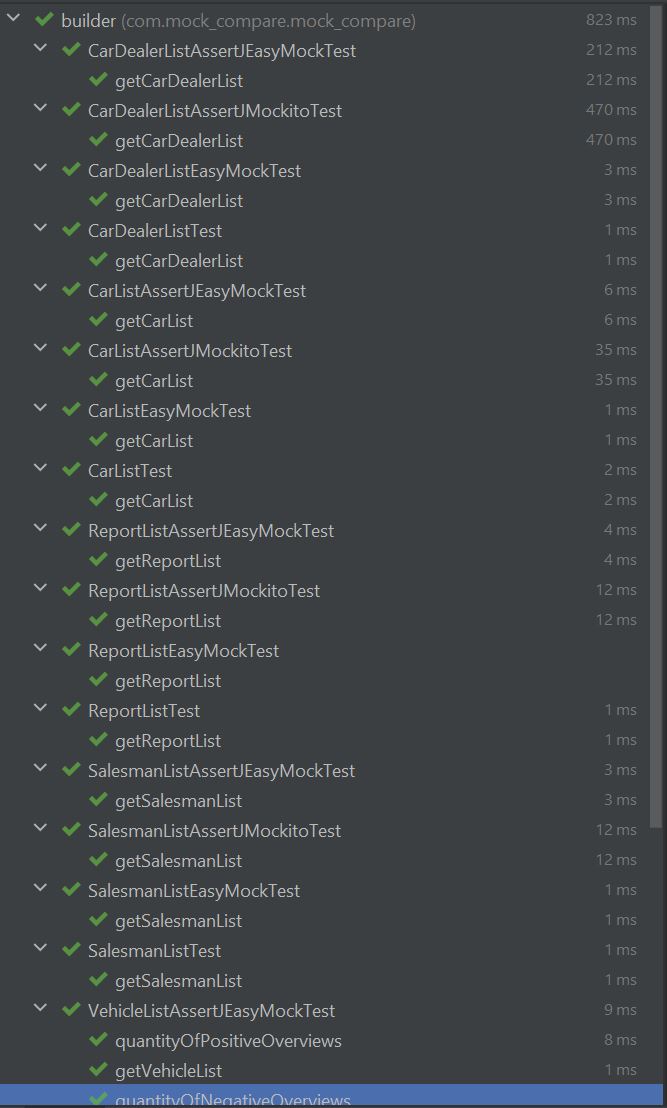 builder (com.mock_compare.mock_compare) 823 ms
CarDealerListAssertJEasyMockTest 212 ms
getCarDealerList 212 ms
CarDealerListAssertJMockitoTest 470 ms
getCarDealerList 470 ms
CarDealerListEasyMockTest 3 ms
getCarDealerList 3 ms
CarDealerListTest 1 ms
getCarDealerList 1 ms
CarListAssertJEasyMockTest 6 ms
getCarList 6 ms
CarListAssertJMockitoTest 35 ms
getCarList 35 ms
CarListEasyMockTest 1 ms
getCarList 1 ms
CarListTest 2 ms
getCarList 2 ms
ReportListAssertJEasyMockTest 4 ms
getReportList 4 ms
ReportListAssertJMockitoTest 12 ms
getReportList 12 ms
ReportListEasyMockTest
getReportList
ReportListTest 1 ms
getReportList 1 ms
SalesmanListAssertJEasyMockTest 3 ms
getSalesmanList 3 ms
SalesmanListAssertJMockitoTest 12 ms
getSalesmanList 12 ms
SalesmanListEasyMockTest 1 ms
getSalesmanList 1 ms
SalesmanListTest 1 ms
getSalesmanList 1 ms
VehicleListAssertJEasyMockTest 9 ms
quantityOfPositiveOverviews 8 ms
getVehicleList 1 ms
quantityOfNegativeOverviews